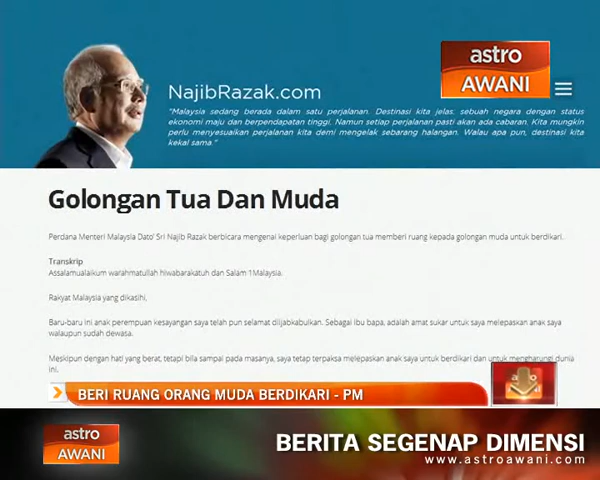 astro
AWANI
NajibRazak.com
"Malaysia sedang berada dalam satu perjalanan. Destinasi kita jelas: sebuah negara dengan status
ekonomi maju dan berpendapatan tinggi. Namun setiap perjalanan pasti akan ada cabaran. Kita mungkin
perlu menyesuaikan perjalanan kita demi mengelak sebarang halangan. Walau apa pun, destinasi kita
kekal sama."
Golongan Tua Dan Muda
Perdana Menteri Malaysia Dato' Sri Najib Razak berbicara mengenai keperluan bagi golongan tua memberi ruang kepada golongan muda untuk berdikari.
Transkrip
Assalamualaikum warahmatullah hiwabarakatuh dan Salam 1Malaysia.
Rakyat Malaysia yang dikasihi,
Baru-baru ini anak perempuan kesayangan saya telah pun selamat diijabkabulkan. Sebagai ibu bapa, adalah amat sukar untuk saya melepaskan anak saya
walaupun sudah dewasa.
Meskipun dengan hati yang berat, tetapi bila sampai pada masanya, saya tetap terpaksa melepaskan anak saya untuk berdikari dan untuk mengharungi dunia
ini.
BERI RUANG ORANG MUDA BERDIKARI - PM
astro
AWANI
BERITA SEGENAP DIMENSI
www.astroawani.com